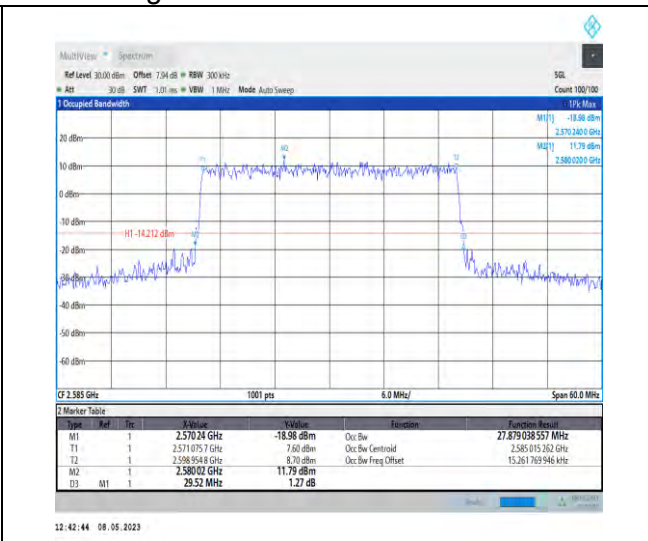 MultiView Spectrum
Ref Level 30.00 dBm Offset 7.94 dB RBW 300 kHz SGL
Att 30 dB SWT 1.01 ms VBW 1 MHz Mode Auto Sweep Count 100/100
1 Occupied Bandwidth 1Pk Max
M1[1] -18.98 dBm
2.570 240 0 GHz
M2[1] 11.79 dBm
2.580 020 0 GHz
20 dBm
T1 M2 T2
10 dBm
0 dBm
-10 dBm
H1 -14.212 dBm
-20 dBm
-30 dBm
-40 dBm
-50 dBm
-60 dBm
CF 2.585 GHz 1001 pts 6.0 MHz/ Span 60.0 MHz
2 Marker Table
Type Ref Trc X-Value Y-Value Function Function Result
M1 1 2.570 24 GHz -18.98 dBm Occ Bw 27.879 038 557 MHz
T1 1 2.571 075 7 GHz 7.60 dBm Occ Bw Centroid 2.585 015 262 GHz
T2 1 2.598 954 8 GHz 8.70 dBm Occ Bw Freq Offset 15.261 769 946 kHz
M2 1 2.580 02 GHz 11.79 dBm
D3 M1 1 29.52 MHz 1.27 dB
12:42:44 08.05.2023